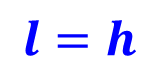 l = h